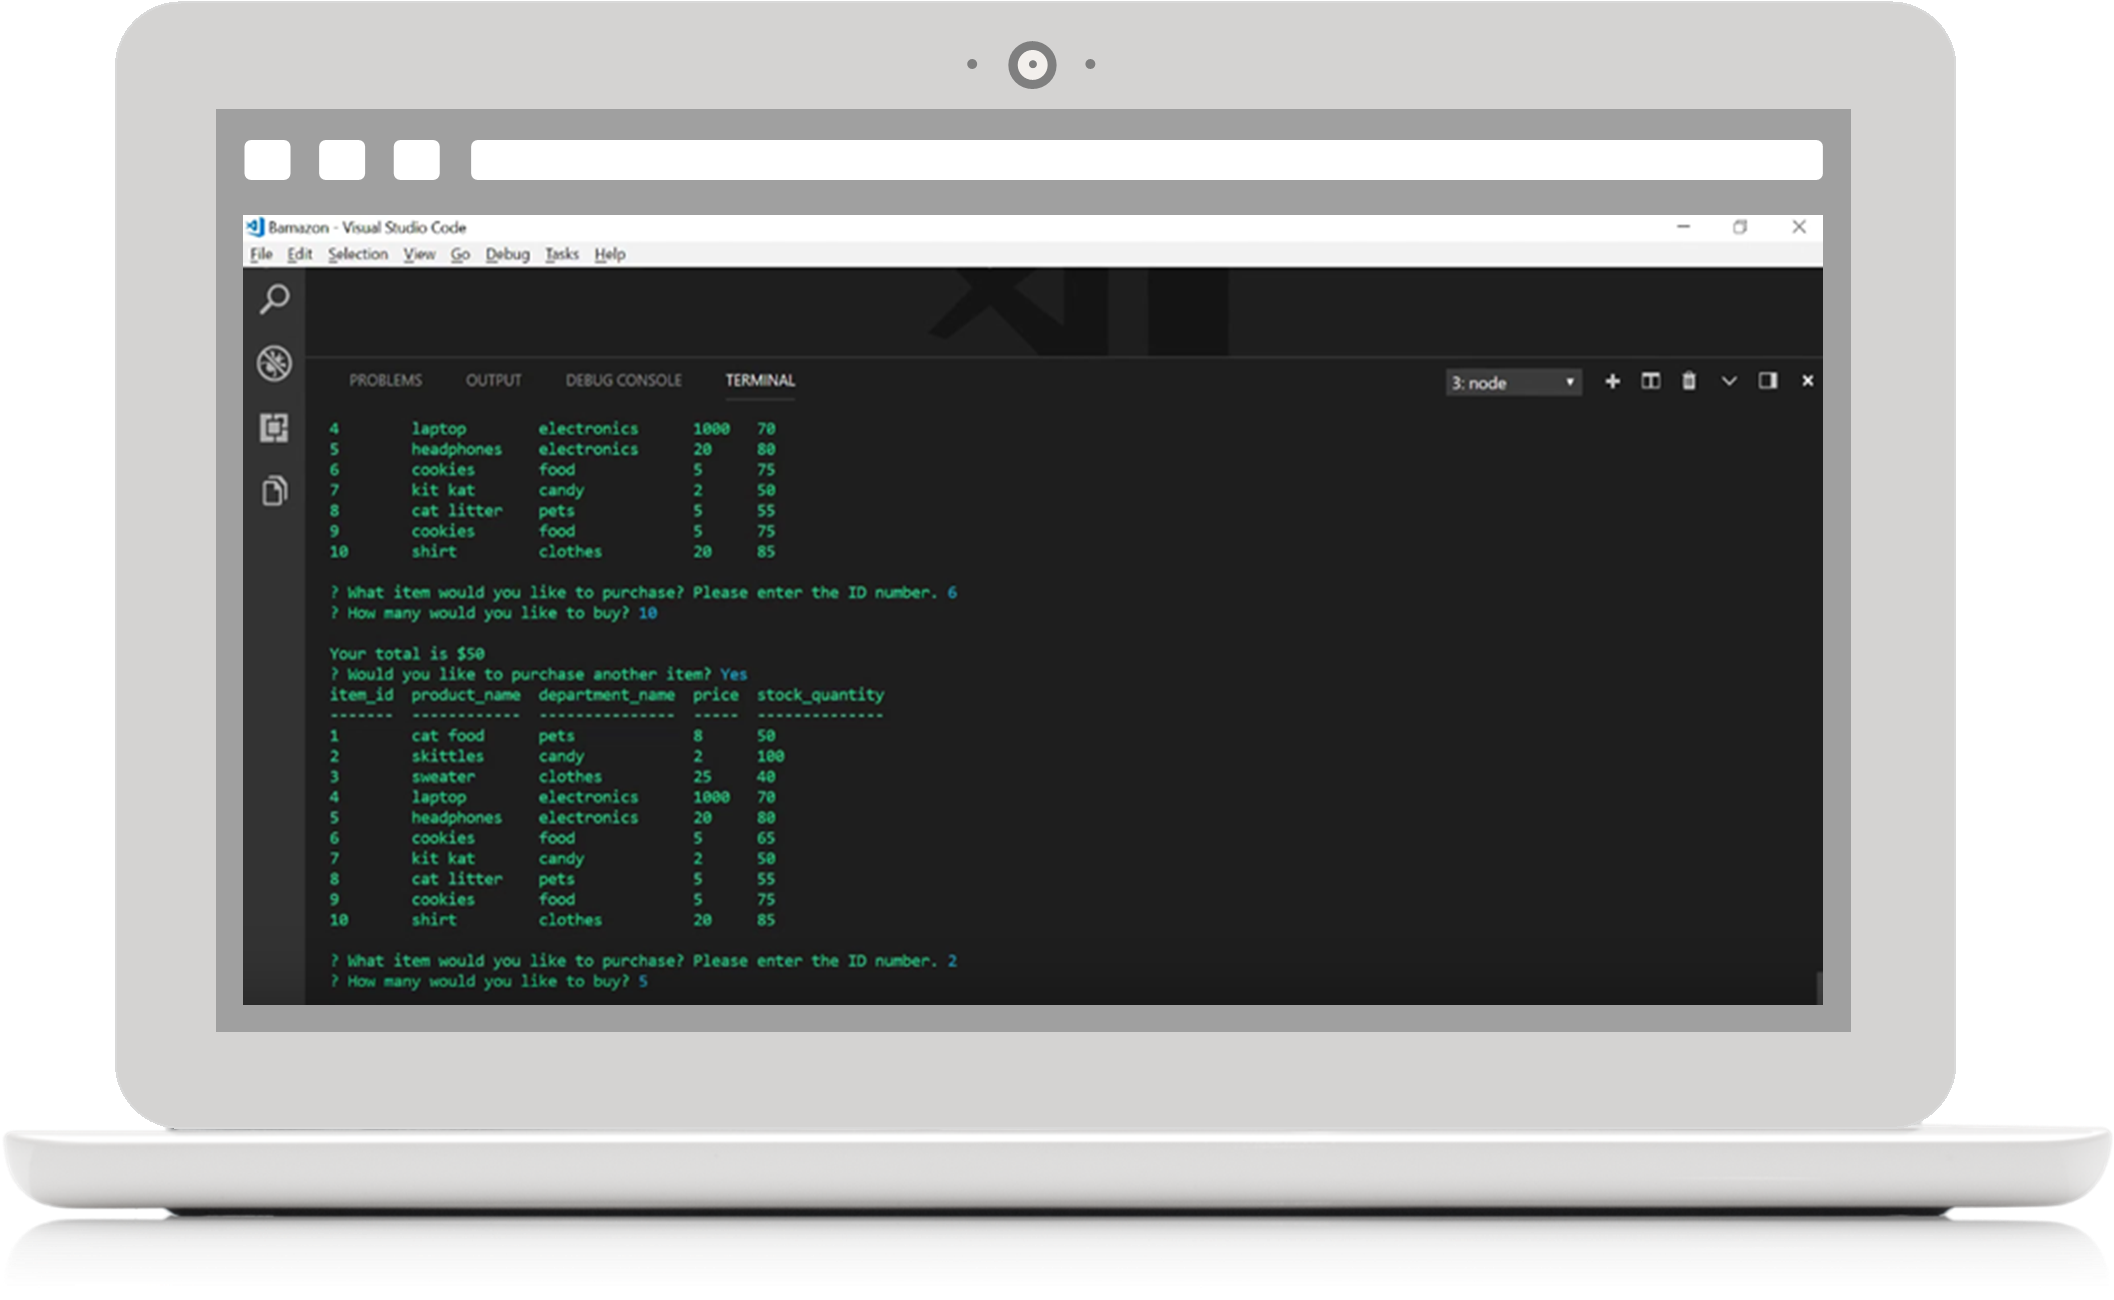 Bamazon - Visual Studio Code
File Edit Selection View Go Debug Tasks Help
PROBLEMS OUTPUT DEBUG CONSOLE TERMINAL 3: node
4 laptop electronics 1000 70
5 headphones electronics 20 80
6 cookies food 5 75
7 kit kat candy 2 50
8 cat litter pets 5 55
9 cookies food 5 75
10 shirt clothes 20 85
? What item would you like to purchase? Please enter the ID number. 6
? How many would you like to buy? 10
Your total is $50
? Would you like to purchase another item? Yes
item_id product_name department_name price stock_quantity
------- ------------ --------------- ----- --------------
1 cat food pets 8 50
2 skittles candy 2 100
3 sweater clothes 25 40
4 laptop electronics 1000 70
5 headphones electronics 20 80
6 cookies food 5 65
7 kit kat candy 2 50
8 cat litter pets 5 55
9 cookies food 5 75
10 shirt clothes 20 85
? What item would you like to purchase? Please enter the ID number. 2
? How many would you like to buy? 5